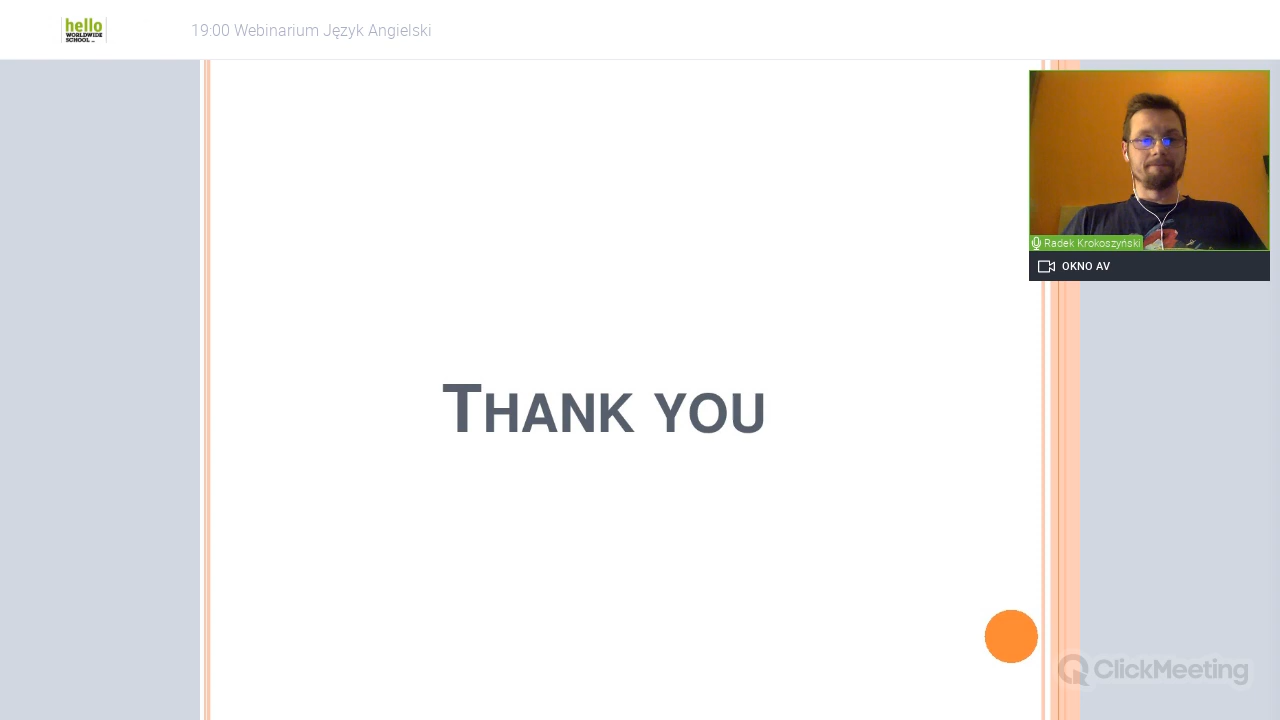 hello
WORLDWIDE
SCHOOL
19:00 Webinarium Język Angielski
Radek Krokoszyński
OKNO AV
THANK YOU
ClickMeeting